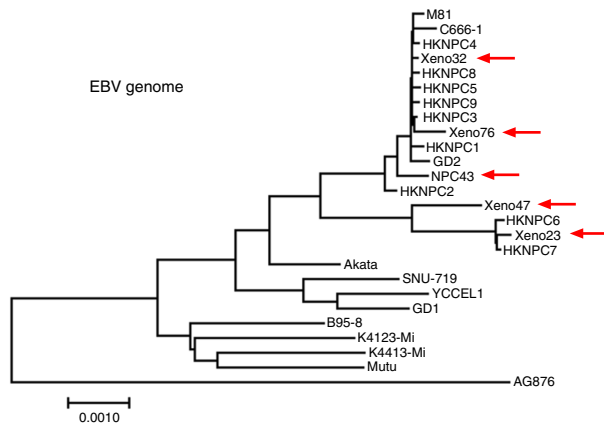 M81
C666-1
HKNPC4
Xeno32
EBV genome
HKNPC8
HKNPC5
HKNPC9
HKNPC3
Xeno76
HKNPC1
GD2
NPC43
HKNPC2
Xeno47
HKNPC6
Xeno23
HKNPC7
Akata
SNU-719
YCCEL1
GD1
B95-8
K4123-Mi
K4413-Mi
Mutu
AG876
0.0010